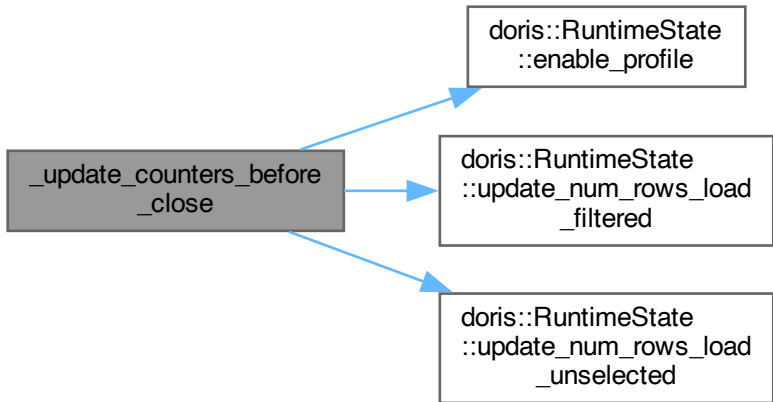 doris::RuntimeState
::enable_profile
_update_counters_before
_close
doris::RuntimeState
::update_num_rows_load
_filtered
doris::RuntimeState
::update_num_rows_load
_unselected